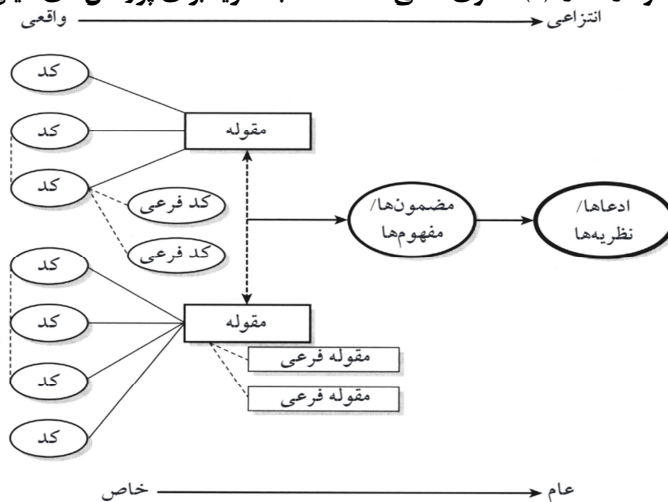 واقعی
انتزاعی
کد
کد
کد
مقوله
کد فرعی
کد فرعی
مضمون‌ها/
مفهوم‌ها
ادعاها/
نظریه‌ها
کد
کد
کد
کد
مقوله
مقوله فرعی
مقوله فرعی
خاص
عام